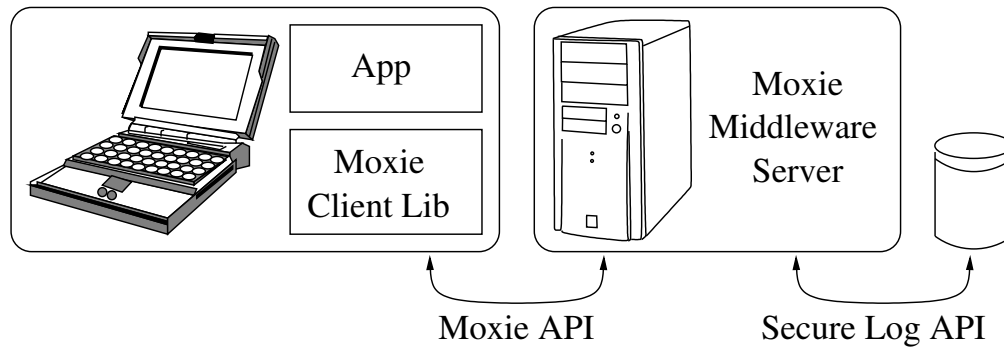 App
Moxie
Client Lib
Moxie
Middleware
Server
Moxie API
Secure Log API